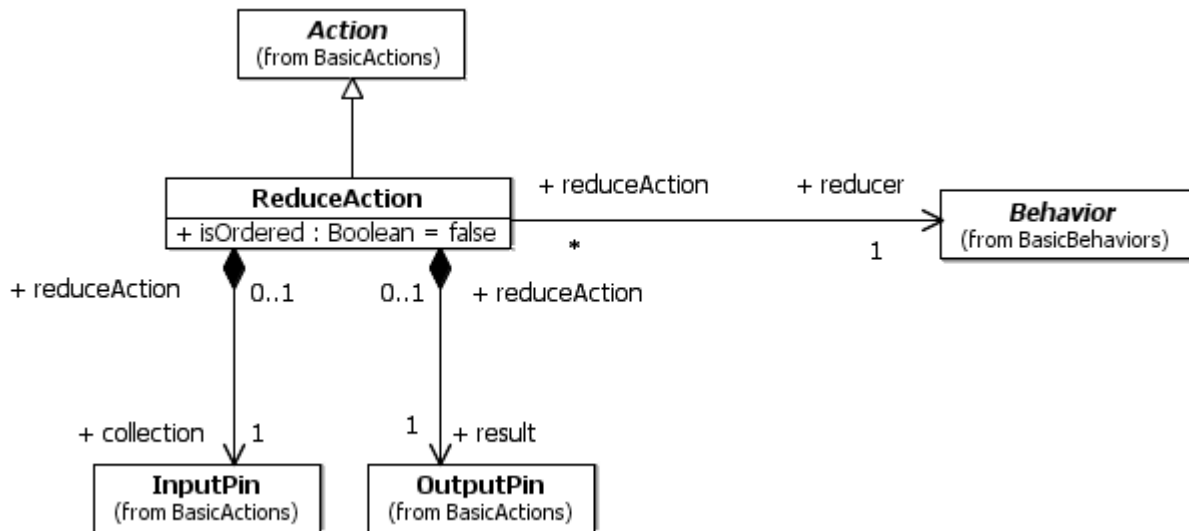 Action
(from BasicActions)
ReduceAction
+ isOrdered : Boolean = false
+ reduceAction
+ reducer
*
1
Behavior
(from BasicBehaviors)
+ reduceAction
0..1
0..1
+ reduceAction
+ collection
1
1
+ result
InputPin
(from BasicActions)
OutputPin
(from BasicActions)